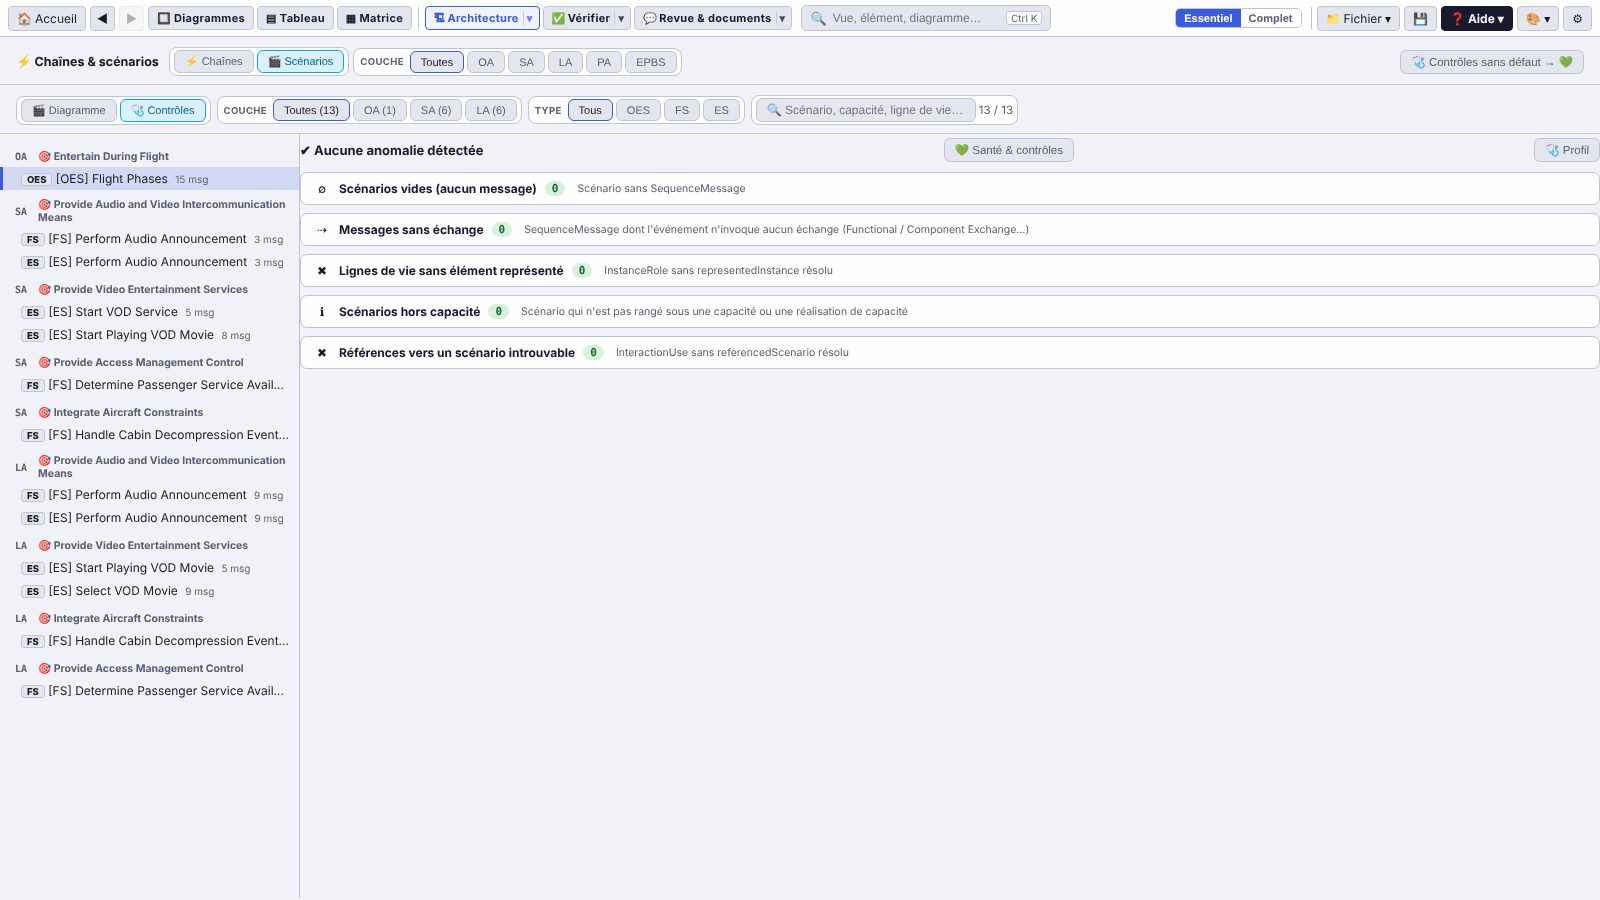 Accueil
Diagrammes
Tableau
Matrice
Architecture
Vérifier
Revue & documents
Vue, élément, diagramme… Ctrl K
Essentiel Complet
Fichier
Aide
Chaînes & scénarios
Chaînes
Scénarios
COUCHE Toutes OA SA LA PA EPBS
Contrôles sans défaut →
Diagramme
Contrôles
COUCHE Toutes (13) OA (1) SA (6) LA (6)
TYPE Tous OES FS ES
Scénario, capacité, ligne de vie… 13 / 13
OA Entertain During Flight
OES [OES] Flight Phases 15 msg
SA Provide Audio and Video Intercommunication
Means
FS [FS] Perform Audio Announcement 3 msg
ES [ES] Perform Audio Announcement 3 msg
SA Provide Video Entertainment Services
ES [ES] Start VOD Service 5 msg
ES [ES] Start Playing VOD Movie 8 msg
SA Provide Access Management Control
FS [FS] Determine Passenger Service Avail...
SA Integrate Aircraft Constraints
FS [FS] Handle Cabin Decompression Event...
LA Provide Audio and Video Intercommunication
Means
FS [FS] Perform Audio Announcement 9 msg
ES [ES] Perform Audio Announcement 9 msg
LA Provide Video Entertainment Services
ES [ES] Start Playing VOD Movie 5 msg
ES [ES] Select VOD Movie 9 msg
LA Integrate Aircraft Constraints
FS [FS] Handle Cabin Decompression Event...
LA Provide Access Management Control
FS [FS] Determine Passenger Service Avail...
✔ Aucune anomalie détectée
Santé & contrôles
Profil
Scénarios vides (aucun message) 0 Scénario sans SequenceMessage
Messages sans échange 0 SequenceMessage dont l'événement n'invoque aucun échange (Functional / Component Exchange…)
Lignes de vie sans élément représenté 0 InstanceRole sans representedInstance résolu
Scénarios hors capacité 0 Scénario qui n'est pas rangé sous une capacité ou une réalisation de capacité
Références vers un scénario introuvable 0 InteractionUse sans referencedScenario résolu